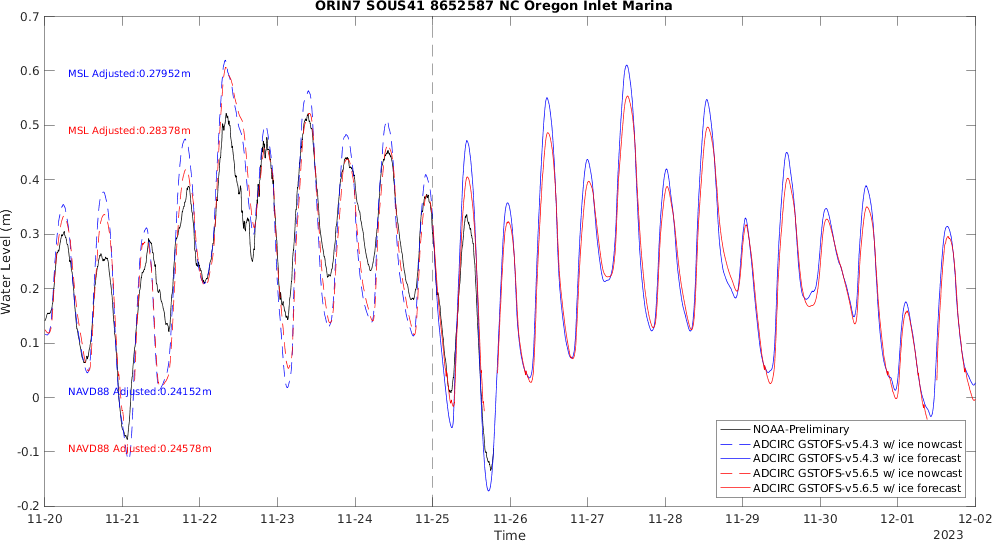 ORIN7 SOUS41 8652587 NC Oregon Inlet Marina
0.7
0.6
0.5
0.4
0.3
0.2
0.1
0
-0.1
-0.2
Water Level (m)
MSL Adjusted:0.27952m
MSL Adjusted:0.28378m
NAVD88 Adjusted:0.24152m
NAVD88 Adjusted:0.24578m
NOAA-Preliminary
ADCIRC GSTOFS-v5.4.3 w/ ice nowcast
ADCIRC GSTOFS-v5.4.3 w/ ice forecast
ADCIRC GSTOFS-v5.6.5 w/ ice nowcast
ADCIRC GSTOFS-v5.6.5 w/ ice forecast
11-20 11-21 11-22 11-23 11-24 11-25 11-26 11-27 11-28 11-29 11-30 12-01 12-02
Time
2023